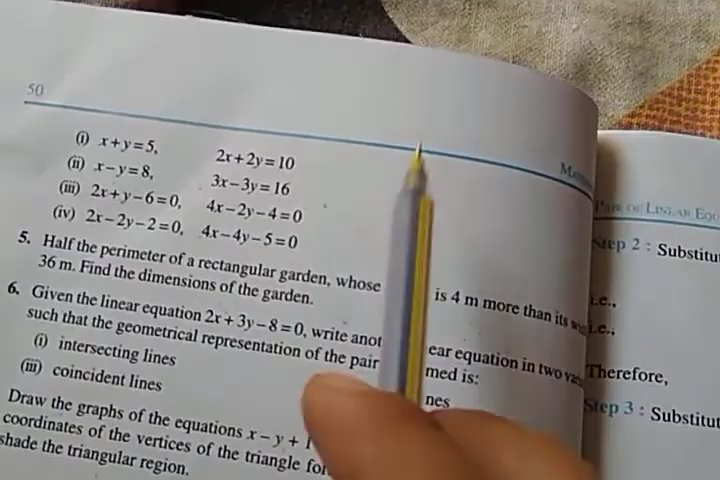 50
(i) x+y=5, 2x+2y=10
(ii) x−y=8, 3x−3y=16
(iii) 2x+y−6=0, 4x−2y−4=0
(iv) 2x−2y−2=0, 4x−4y−5=0
5. Half the perimeter of a rectangular garden, whose is 4 m more than its
36 m. Find the dimensions of the garden.
6. Given the linear equation 2x+3y−8=0, write ear equation in two
such that the geometrical representation of the pair med is:
(i) intersecting lines nes
(iii) coincident lines
Draw the graphs of the equations x−y+
coordinates of the vertices of the triangle
shade the triangular region.
PAIR OF LINEAR
Step 2 : Substitu
i.e.,
i.e.,
Therefore,
Step 3 : Substitut